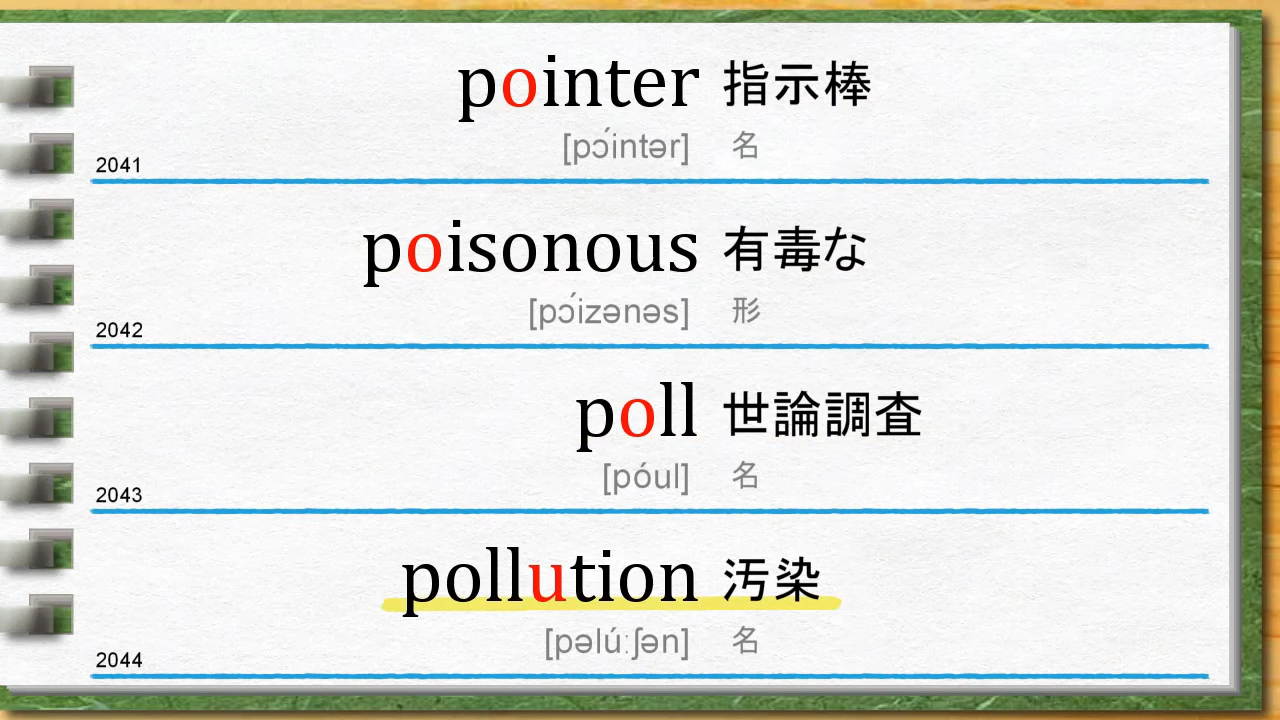 pointer 指示棒
[pɔ́intər] 名
2041
poisonous 有毒な
[pɔ́izənəs] 形
2042
poll 世論調査
[póul] 名
2043
pollution 汚染
[pəlúːʃən] 名
2044